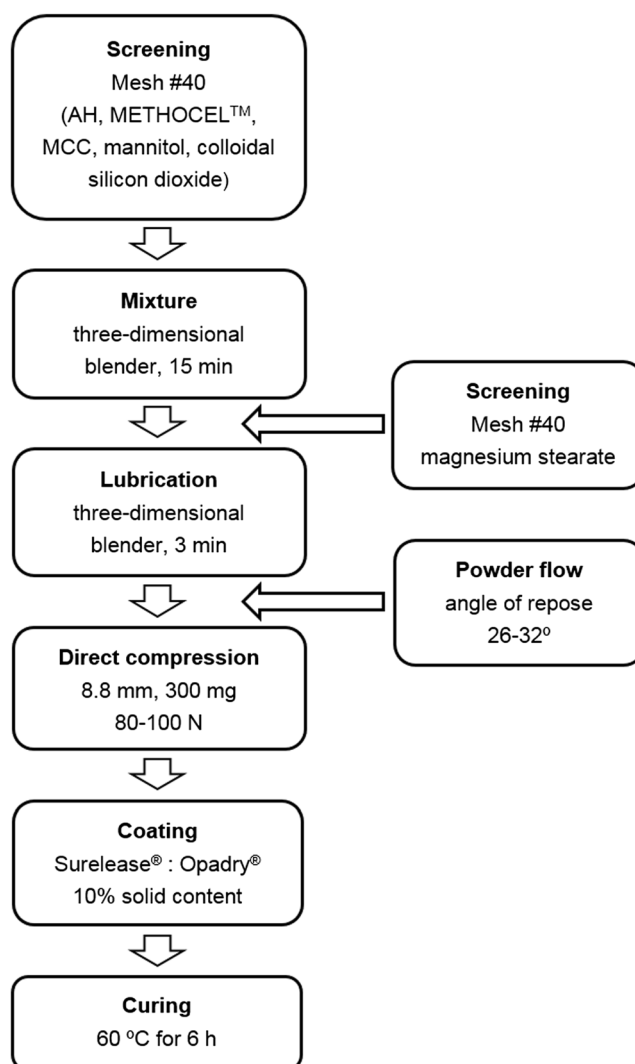 Screening
Mesh #40
(AH, METHOCEL™,
MCC, mannitol, colloidal
silicon dioxide)
Mixture
three-dimensional
blender, 15 min
Screening
Mesh #40
magnesium stearate
Lubrication
three-dimensional
blender, 3 min
Powder flow
angle of repose
26-32º
Direct compression
8.8 mm, 300 mg
80-100 N
Coating
Surelease® : Opadry®
10% solid content
Curing
60 ºC for 6 h